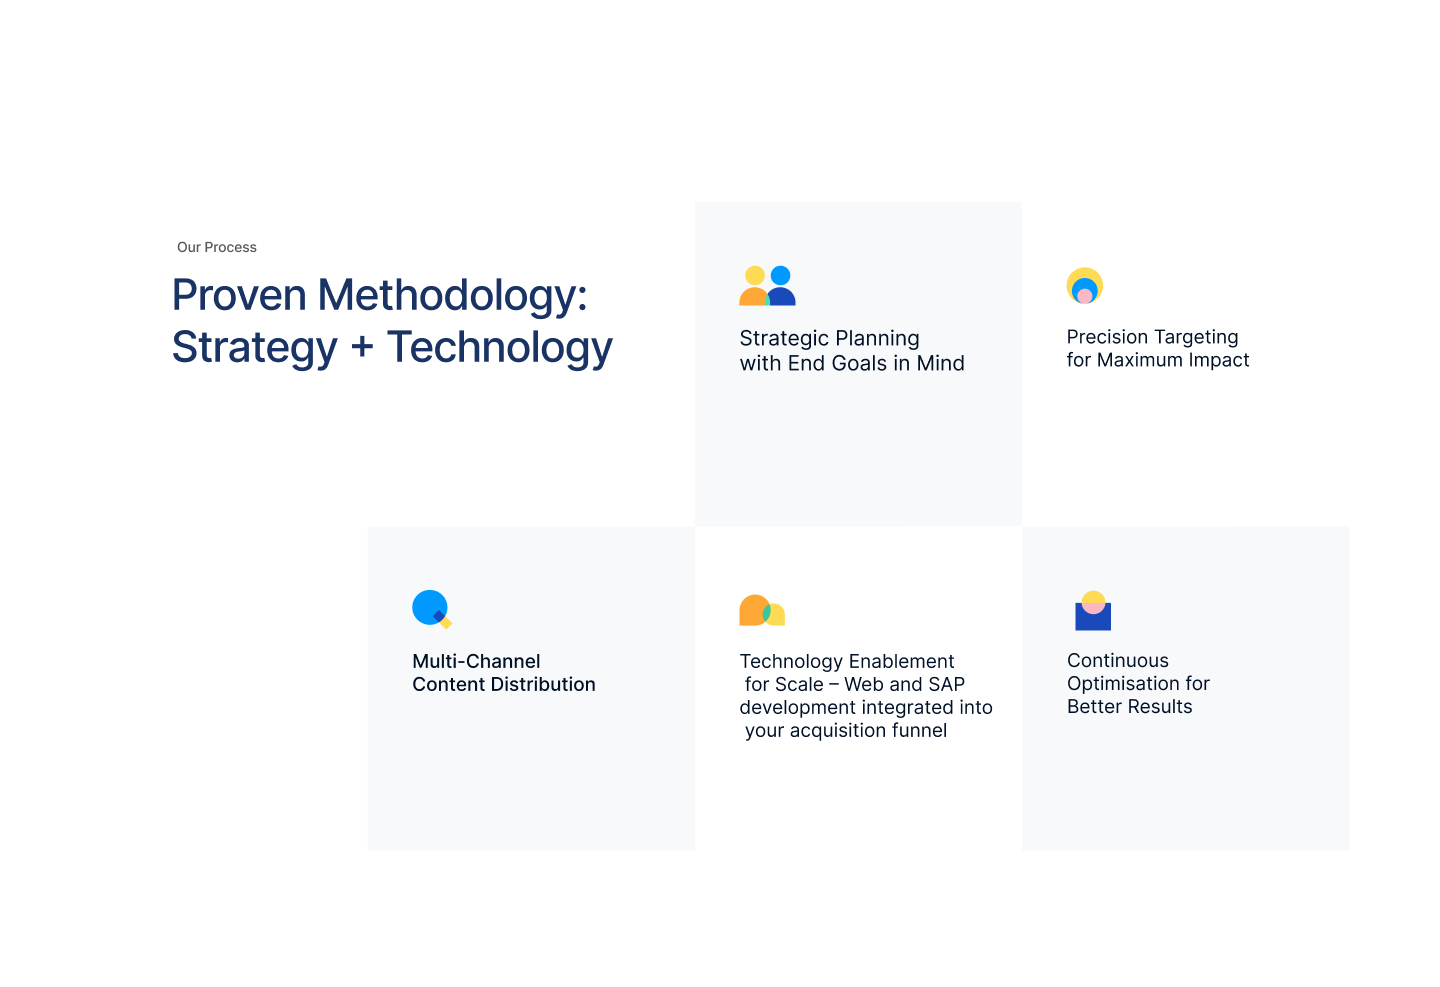 Our Process
Proven Methodology:
Strategy + Technology
Strategic Planning
with End Goals in Mind
Precision Targeting
for Maximum Impact
Multi-Channel
Content Distribution
Technology Enablement
for Scale – Web and SAP
development integrated into
your acquisition funnel
Continuous
Optimisation for
Better Results